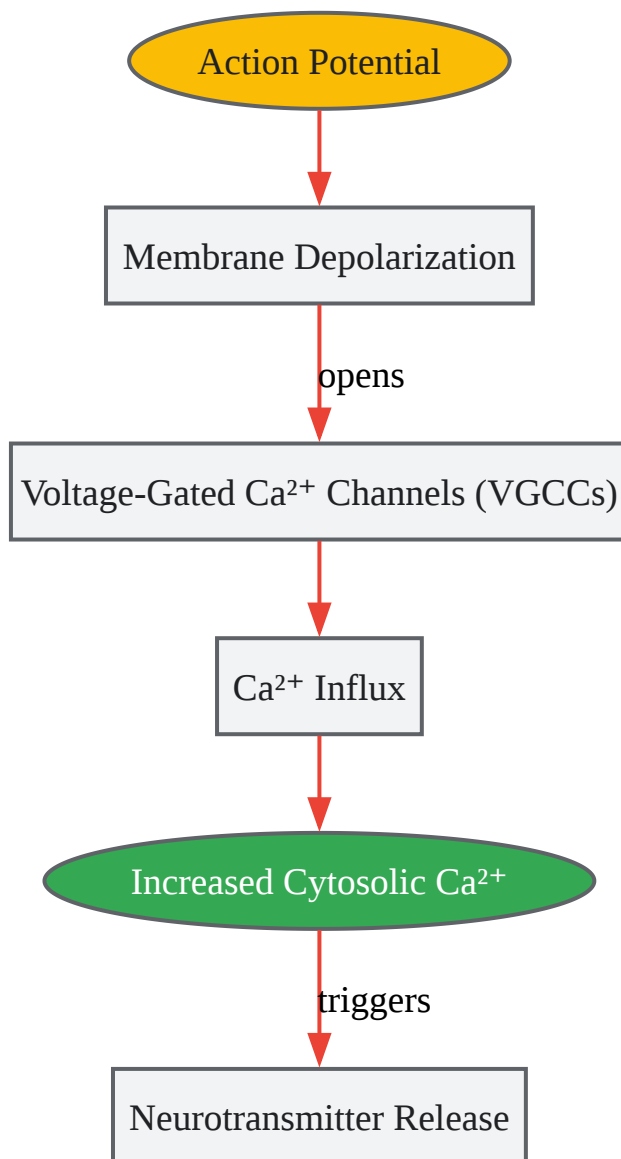 Action Potential
Membrane Depolarization
opens
Voltage-Gated Ca²⁺ Channels (VGCCs)
Ca²⁺ Influx
Increased Cytosolic Ca²⁺
triggers
Neurotransmitter Release